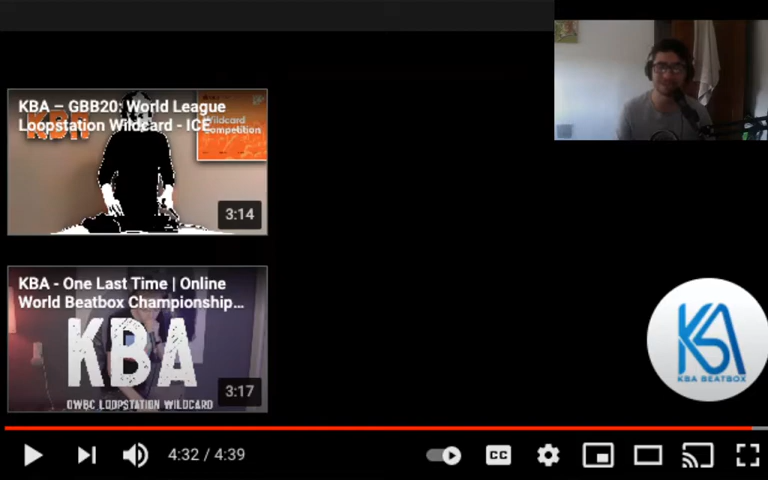 KBA – GBB20: World League
Loopstation Wildcard - ICE
KBA
Wildcard
Competition
3:14
KBA - One Last Time | Online
World Beatbox Championship...
KBA
OWBC LOOPSTATION WILDCARD
3:17
KBA
KBA BEATBOX
4:32 / 4:39
CC